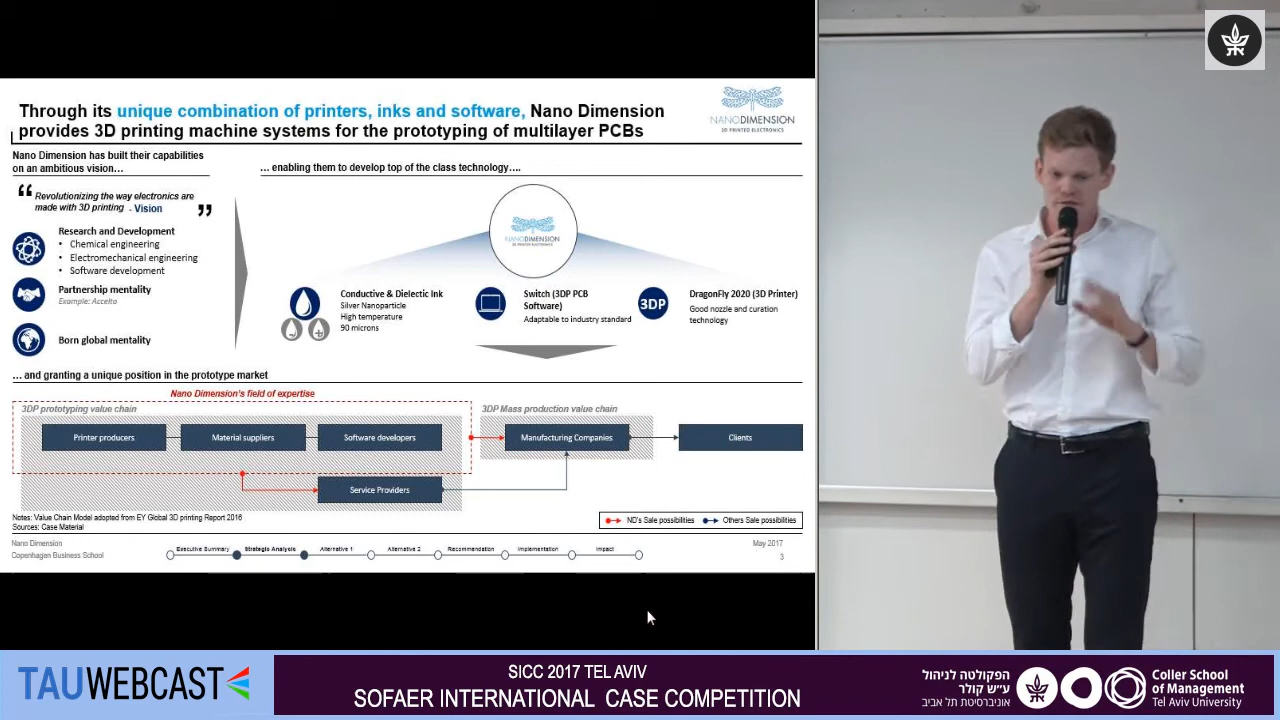 Through its unique combination of printers, inks and software, Nano Dimension
provides 3D printing machine systems for the prototyping of multilayer PCBs
NANODIMENSION
3D PRINTED ELECTRONICS
Nano Dimension has built their capabilities
on an ambitious vision…
“ Revolutionizing the way electronics are
made with 3D printing - Vision ”
Research and Development
• Chemical engineering
• Electromechanical engineering
• Software development
Partnership mentality
Example: Accelta
Born global mentality
… enabling them to develop top of the class technology….
NANODIMENSION
3D PRINTED ELECTRONICS
Conductive & Dielectic Ink
Silver Nanoparticle
High temperature
90 microns
Switch (3DP PCB
Software)
Adaptable to industry standard
3DP
DragonFly 2020 (3D Printer)
Good nozzle and curation
technology
… and granting a unique position in the prototype market
Nano Dimension's field of expertise
3DP prototyping value chain
3DP Mass production value chain
Printer producers
Material suppliers
Software developers
Manufacturing Companies
Clients
Service Providers
Notes: Value Chain Model adopted from EY Global 3D printing Report 2016
Sources: Case Material
ND's Sale possibilities
Others Sale possibilities
Nano Dimension
Copenhagen Business School
Executive Summary
Strategic Analysis
Alternative 1
Alternative 2
Recommendation
Implementation
Impact
May 2017
3
TAUWEBCAST
SICC 2017 TEL AVIV
SOFAER INTERNATIONAL CASE COMPETITION
הפקולטה לניהול
ע״ש קולר
אוניברסיטת תל אביב
Coller School
of Management
Tel Aviv University